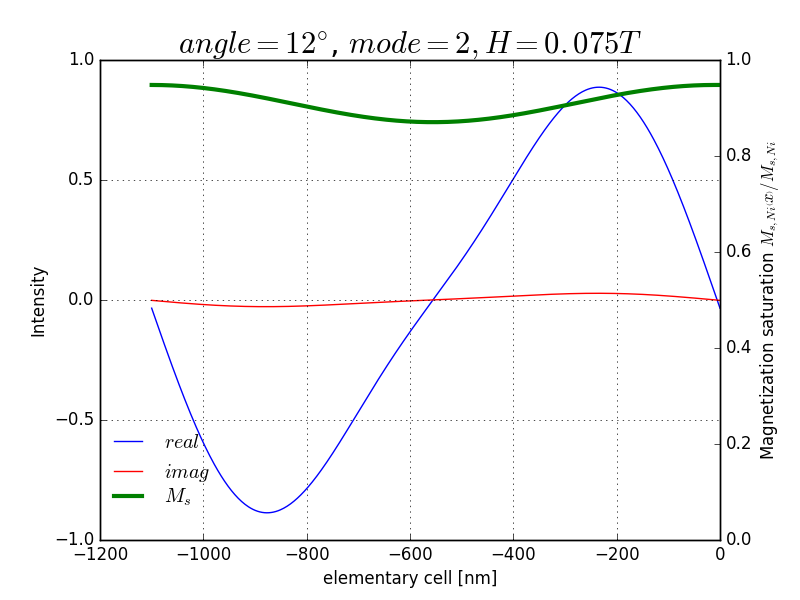 angle = 12°, mode = 2, H = 0.075T
1.0
0.5
0.0
−0.5
−1.0
Intensity
1.0
0.8
0.6
0.4
0.2
0.0
Magnetization saturation M_{s,Ni}(x)/M_{s,Ni}
real
imag
M_s
−1200
−1000
−800
−600
−400
−200
0
elementary cell [nm]